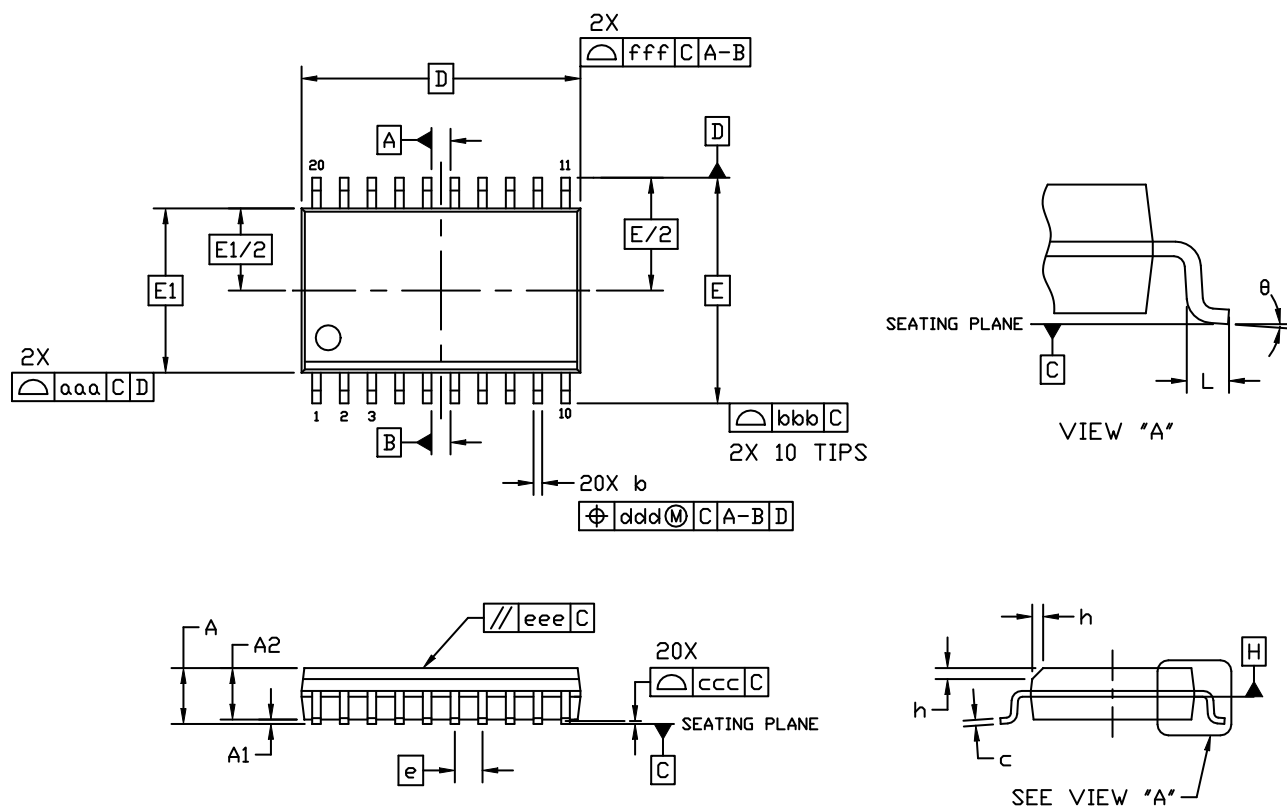 2X
⌓ fff C A-B
D
A
D
20
11
E1/2
E/2
E1
E
2X
⌓ aaa C D
1 2 3
10
B
⌓ bbb C
2X 10 TIPS
20X b
⌖ ddd Ⓜ C A-B D
θ
SEATING PLANE
C
L
VIEW "A"
// eee C
A
A2
20X
⌓ ccc C
SEATING PLANE
A1
e
C
h
H
h
c
SEE VIEW "A"